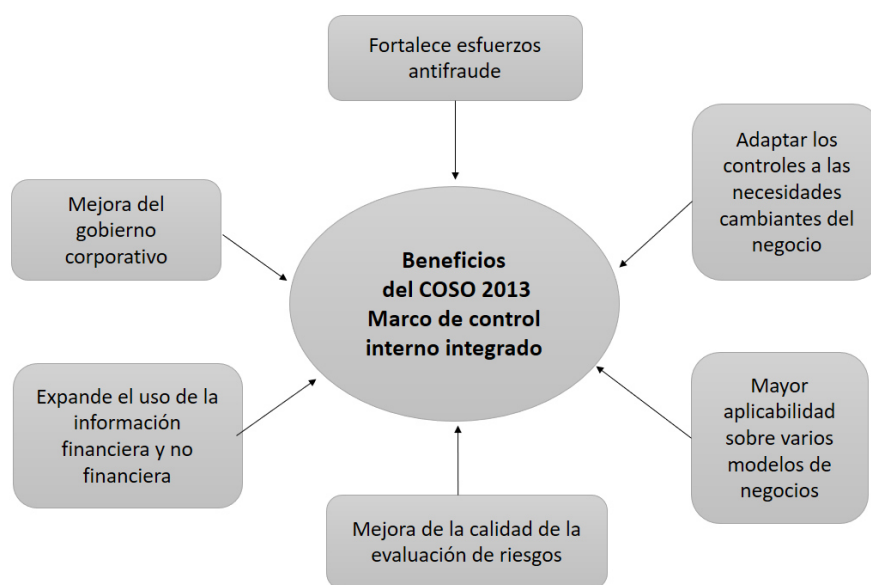 Fortalece esfuerzos
antifraude
Adaptar los
controles a las
necesidades
cambiantes del
negocio
Mejora del
gobierno
corporativo
Beneficios
del COSO 2013
Marco de control
interno integrado
Expande el uso de la
información
financiera y no
financiera
Mayor
aplicabilidad
sobre varios
modelos de
negocios
Mejora de la calidad de la
evaluación de riesgos